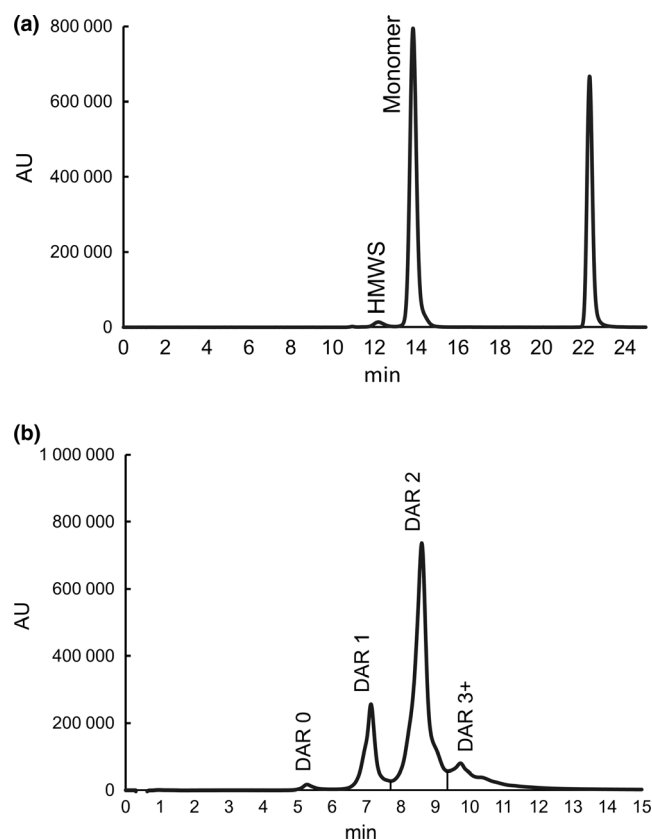 (a)
800 000
600 000
400 000
200 000
0
AU
HMWS
Monomer
0 2 4 6 8 10 12 14 16 18 20 22 24
min
(b)
1 000 000
800 000
600 000
400 000
200 000
0
AU
DAR 0
DAR 1
DAR 2
DAR 3+
0 1 2 3 4 5 6 7 8 9 10 11 12 13 14 15
min